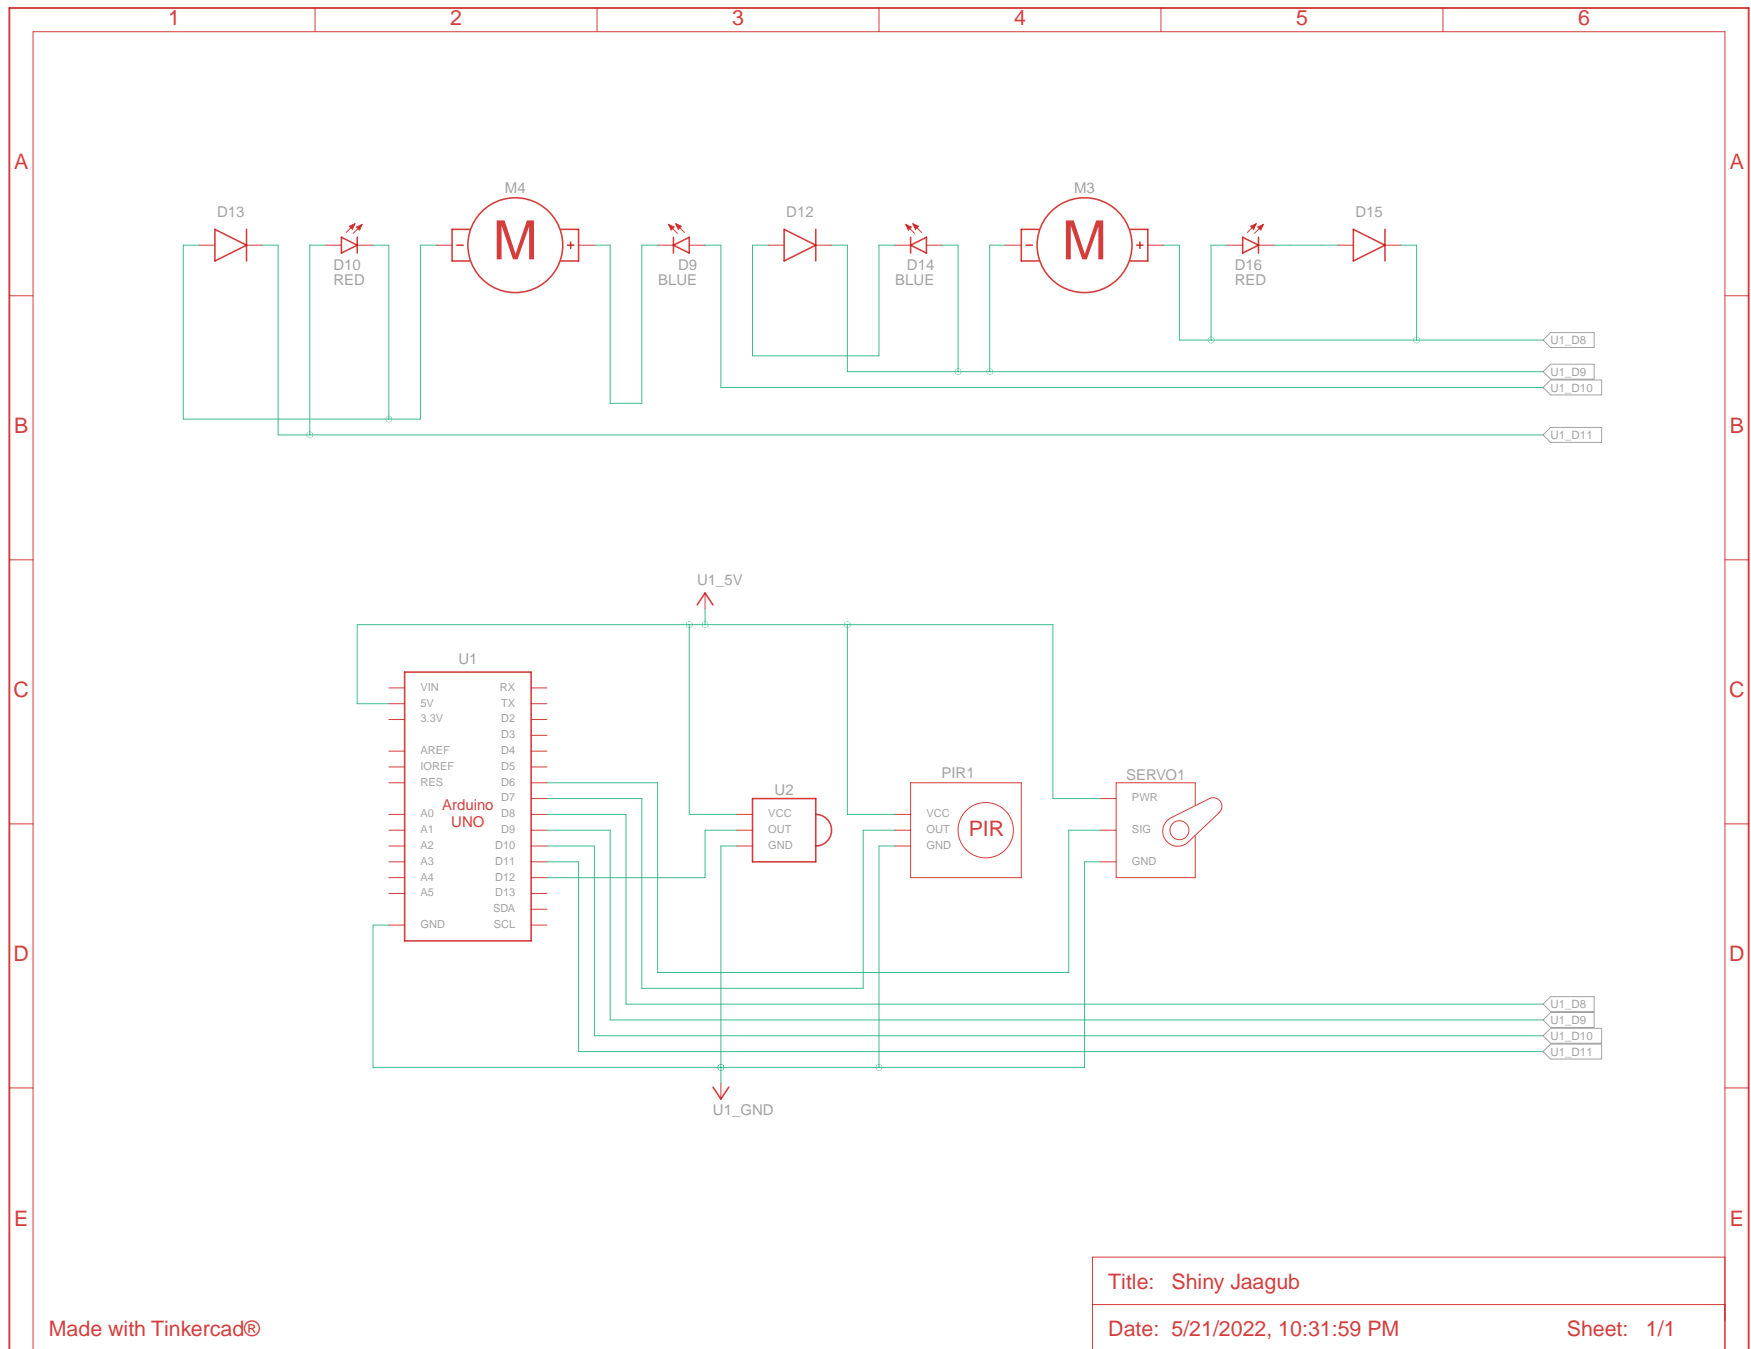 1 2 3 4 5 6
A A
M4 M3
D13 D12 D15
M M
- + - +
D10 D9 D14 D16
RED BLUE BLUE RED
U1_D8
U1_D9
U1_D10
B B
U1_D11
U1_5V
U1
C C
VIN RX
5V TX
3.3V D2
D3
AREF D4
IOREF D5
RES D6
D7
Arduino
UNO
A0 D8
A1 D9
A2 D10
A3 D11
A4 D12
A5 D13
SDA
GND SCL
U2
VCC
OUT
GND
PIR1
VCC
OUT
GND
PIR
SERVO1
PWR
SIG
GND
D D
U1_D8
U1_D9
U1_D10
U1_D11
U1_GND
E E
Title: Shiny Jaagub
Made with Tinkercad®
Date: 5/21/2022, 10:31:59 PM Sheet: 1/1